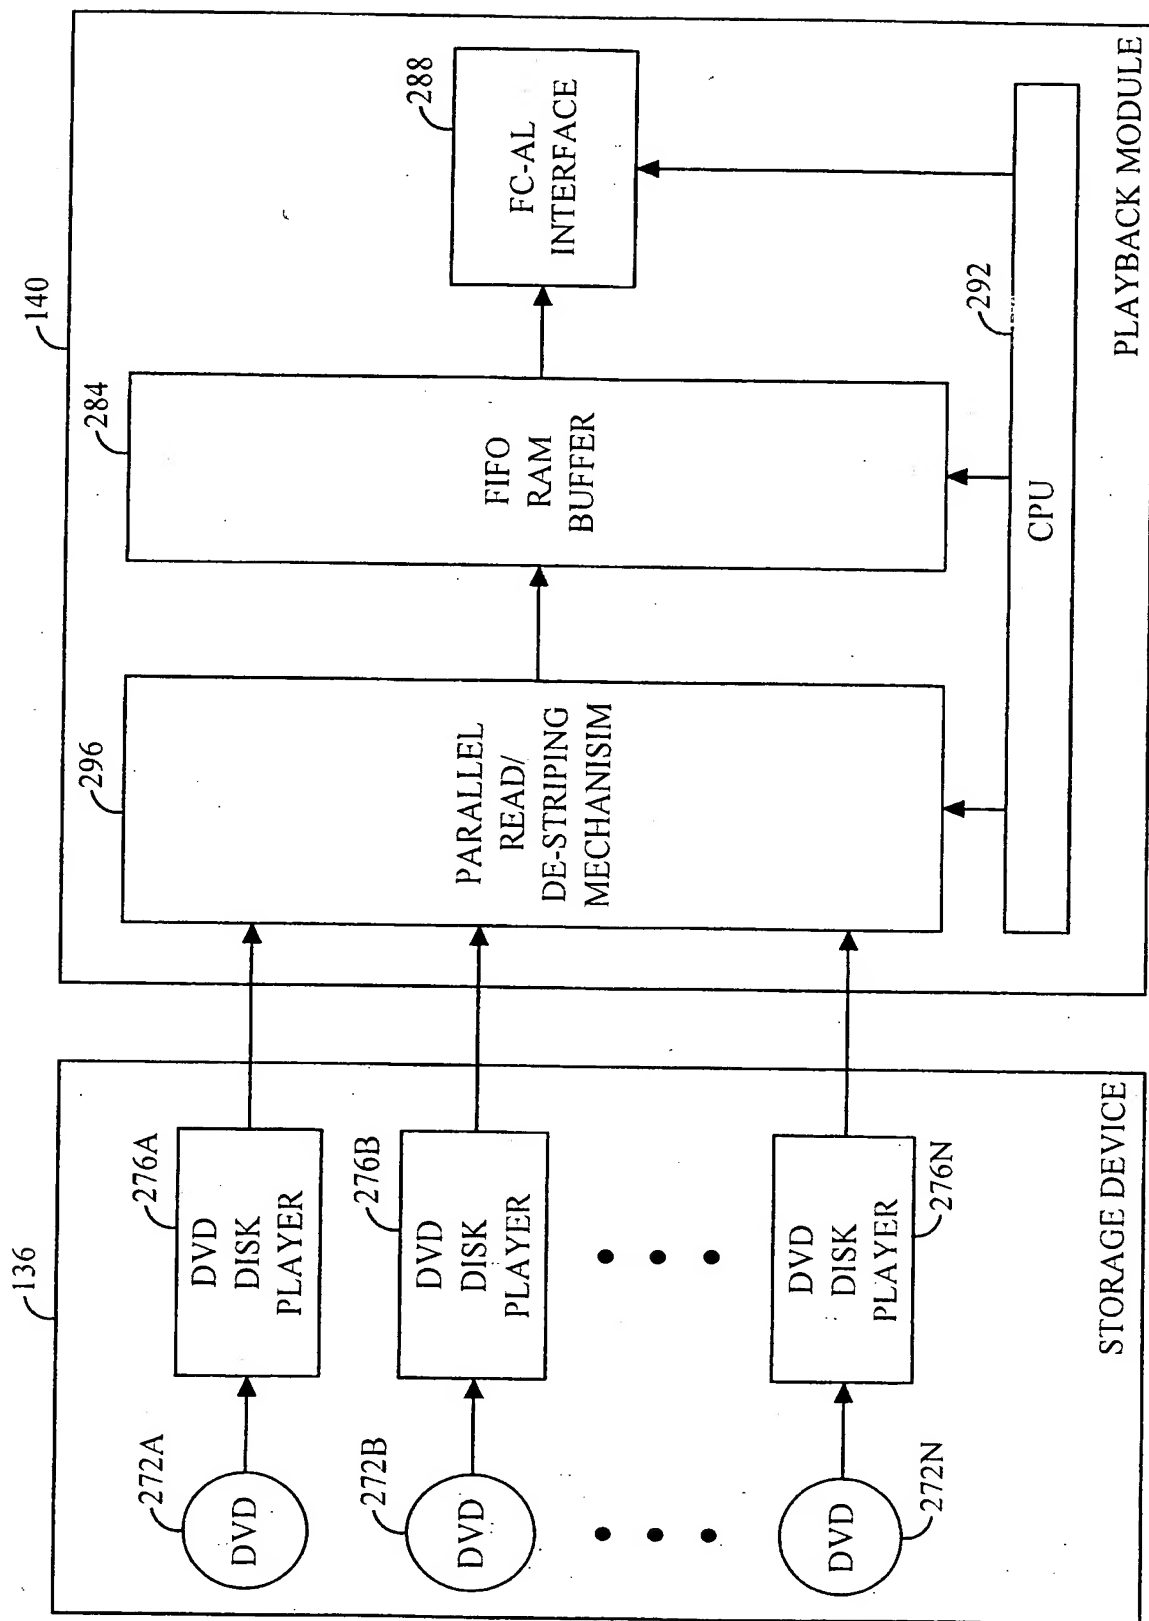 136
272A
DVD
276A
DVD
DISK
PLAYER
272B
DVD
276B
DVD
DISK
PLAYER
272N
DVD
276N
DVD
DISK
PLAYER
STORAGE DEVICE
140
296
PARALLEL
READ/
DE-STRIPING
MECHANISIM
284
FIFO
RAM
BUFFER
288
FC-AL
INTERFACE
292
CPU
PLAYBACK MODULE